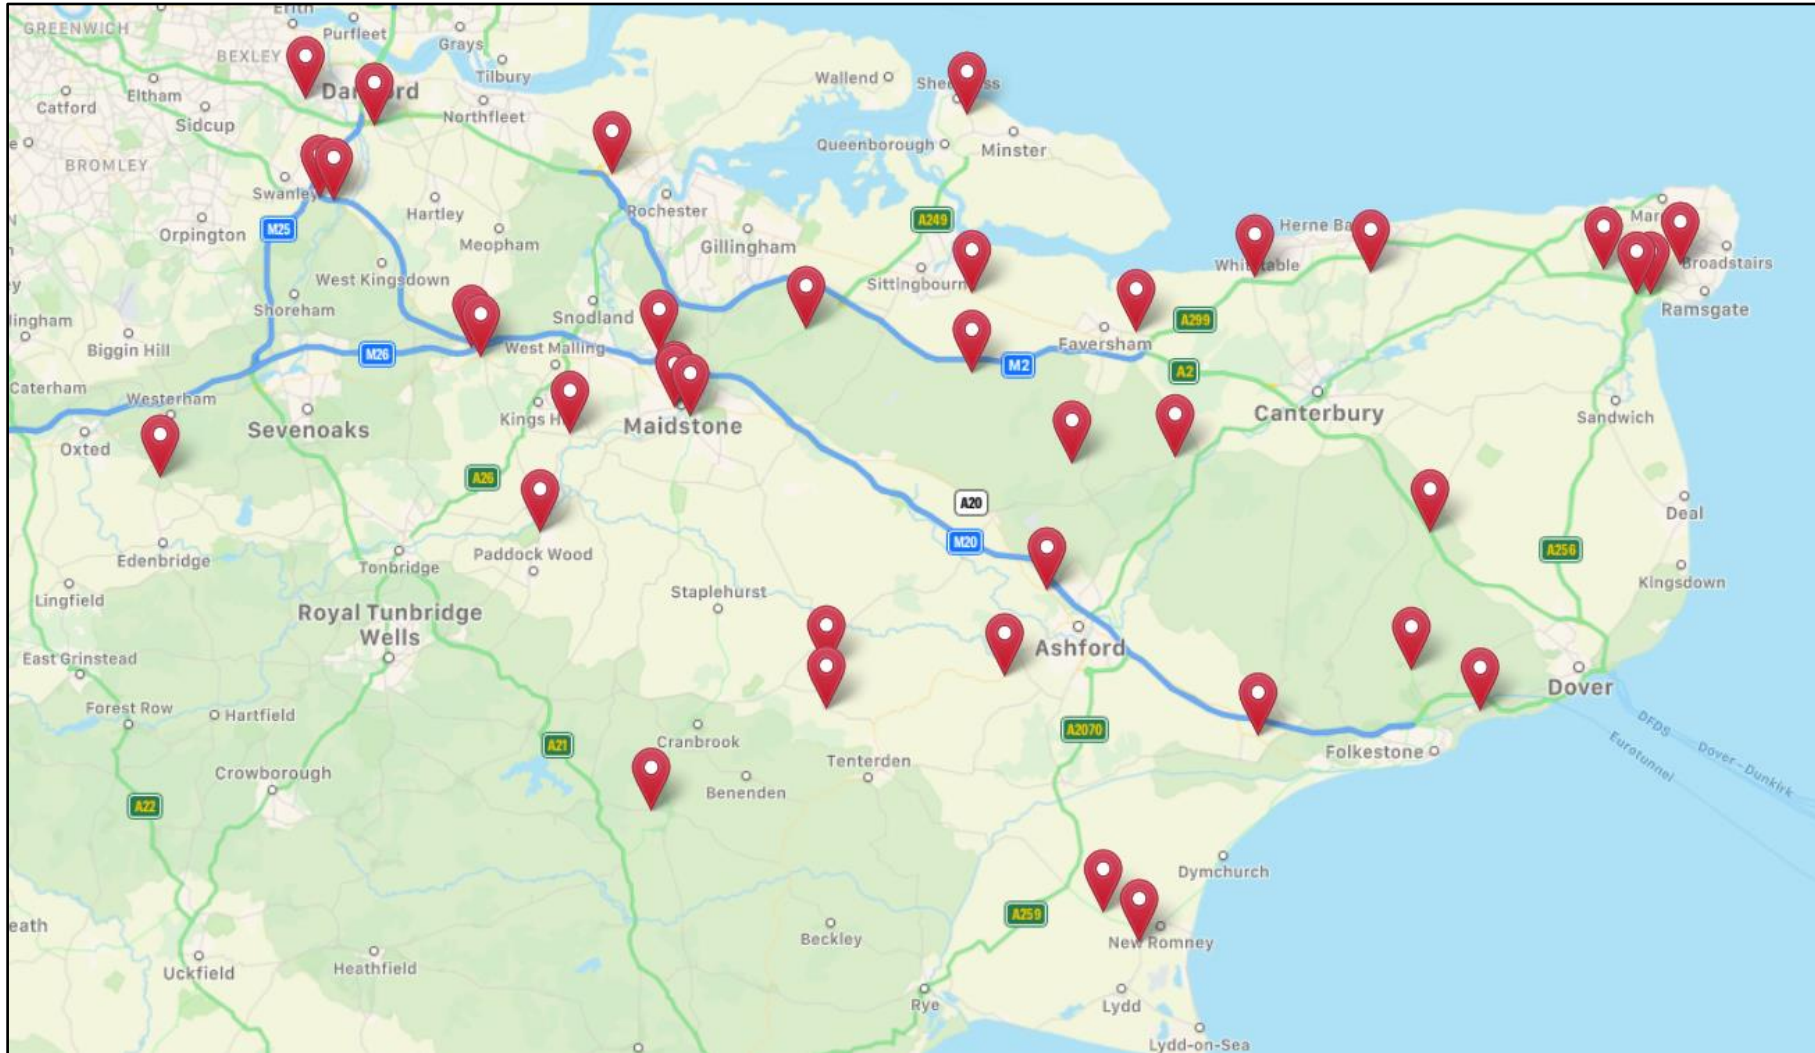 GREENWICH
Erith
Purfleet
BEXLEY
Grays
Tilbury
Wallend
Catford
Eltham
Sidcup
Northfleet
Queenborough
Minster
BROMLEY
Swanley
Hartley
Rochester
A249
Orpington
M25
Meopham
Gillingham
Herne Ba
West Kingsdown
Sittingbourn
Broadstairs
Shoreham
Snodland
Ramsgate
Biggin Hill
M26
West Malling
A299
Faversham
M2
A2
Caterham
Westerham
Kings H
Maidstone
Canterbury
Sandwich
Oxted
Sevenoaks
A26
A20
Deal
M20
A256
Edenbridge
Tonbridge
Paddock Wood
Kingsdown
Lingfield
Staplehurst
Royal Tunbridge
Wells
Ashford
East Grinstead
Dover
Forest Row
Hartfield
A2070
DFDS
Dover - Dunkirk
Eurotunnel
Cranbrook
A21
Folkestone
Crowborough
Tenterden
Benenden
A22
Dymchurch
A259
eath
Beckley
New Romney
Uckfield
Heathfield
Rye
Lydd
Lydd-on-Sea